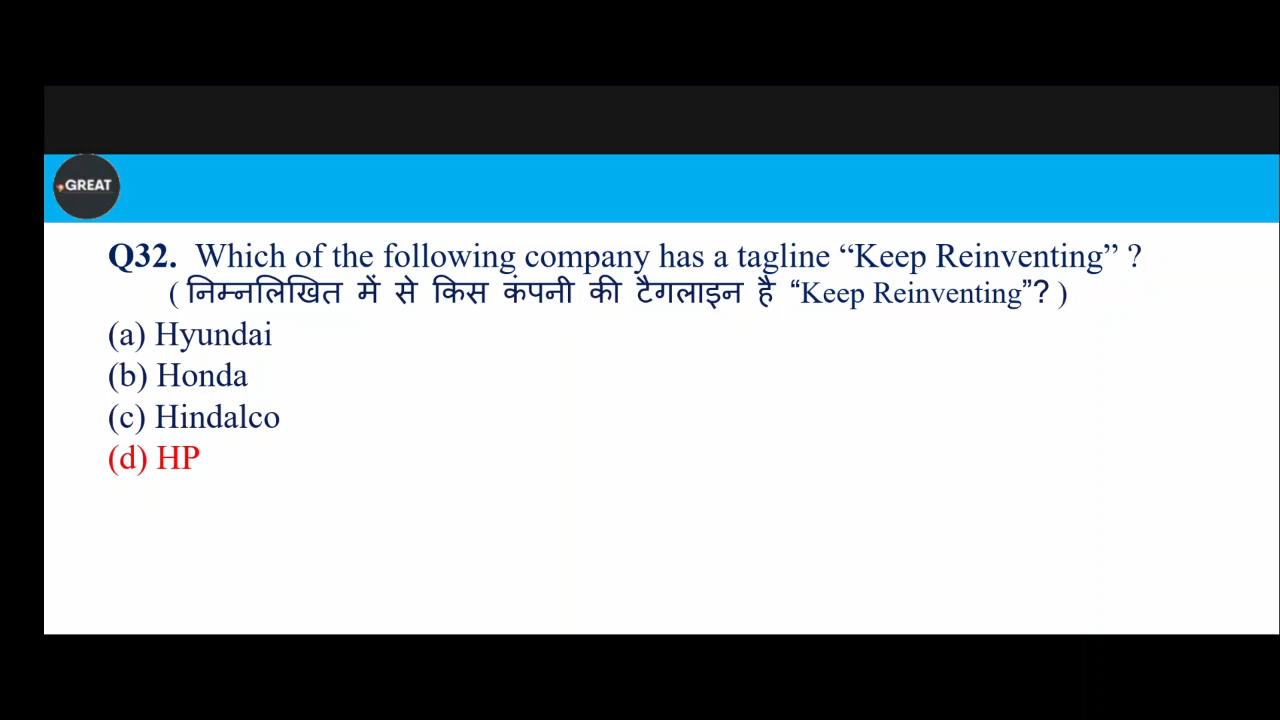 GREAT
Q32. Which of the following company has a tagline “Keep Reinventing” ?
( निम्नलिखित में से किस कंपनी की टैगलाइन है “Keep Reinventing”? )
(a) Hyundai
(b) Honda
(c) Hindalco
(d) HP